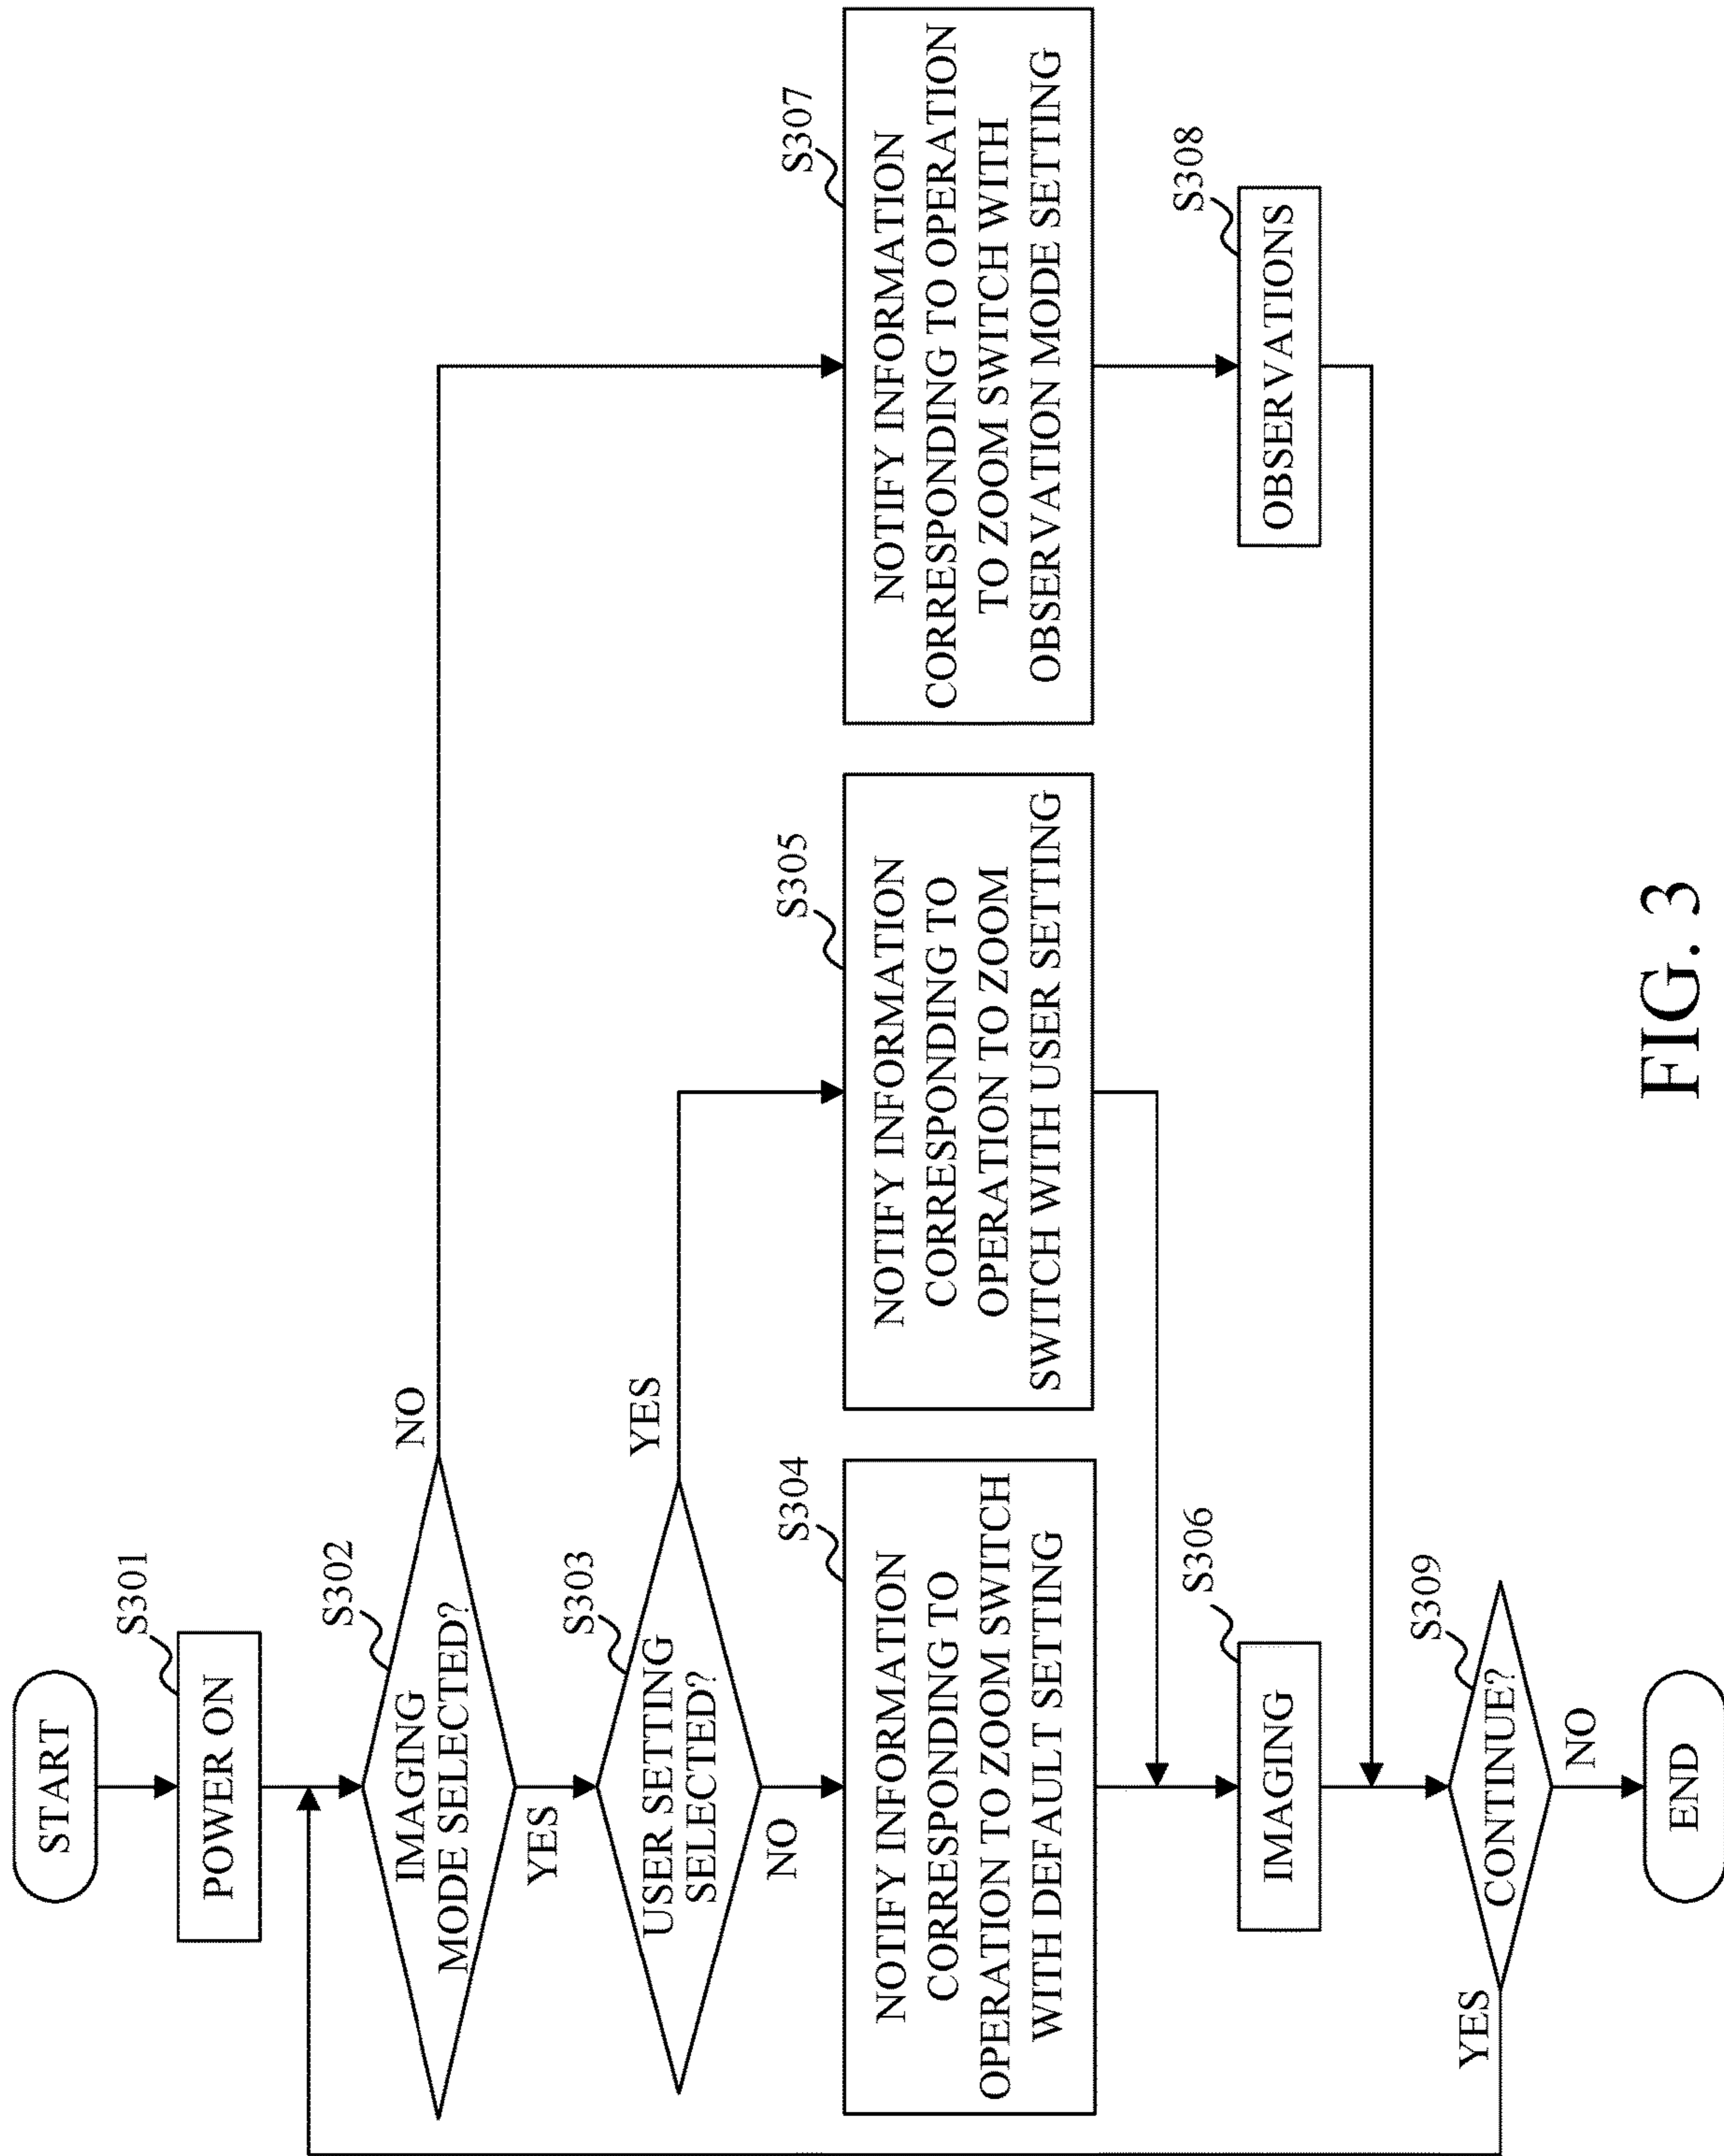 START
S301
POWER ON
S302
IMAGING
MODE SELECTED?
NO
YES
S303
USER SETTING
SELECTED?
YES
NO
S304
NOTIFY INFORMATION
CORRESPONDING TO
OPERATION TO ZOOM SWITCH
WITH DEFAULT SETTING
S305
NOTIFY INFORMATION
CORRESPONDING TO
OPERATION TO ZOOM
SWITCH WITH USER SETTING
S307
NOTIFY INFORMATION
CORRESPONDING TO OPERATION
TO ZOOM SWITCH WITH
OBSERVATION MODE SETTING
S306
IMAGING
S308
OBSERVATIONS
S309
CONTINUE?
YES
NO
END
FIG. 3